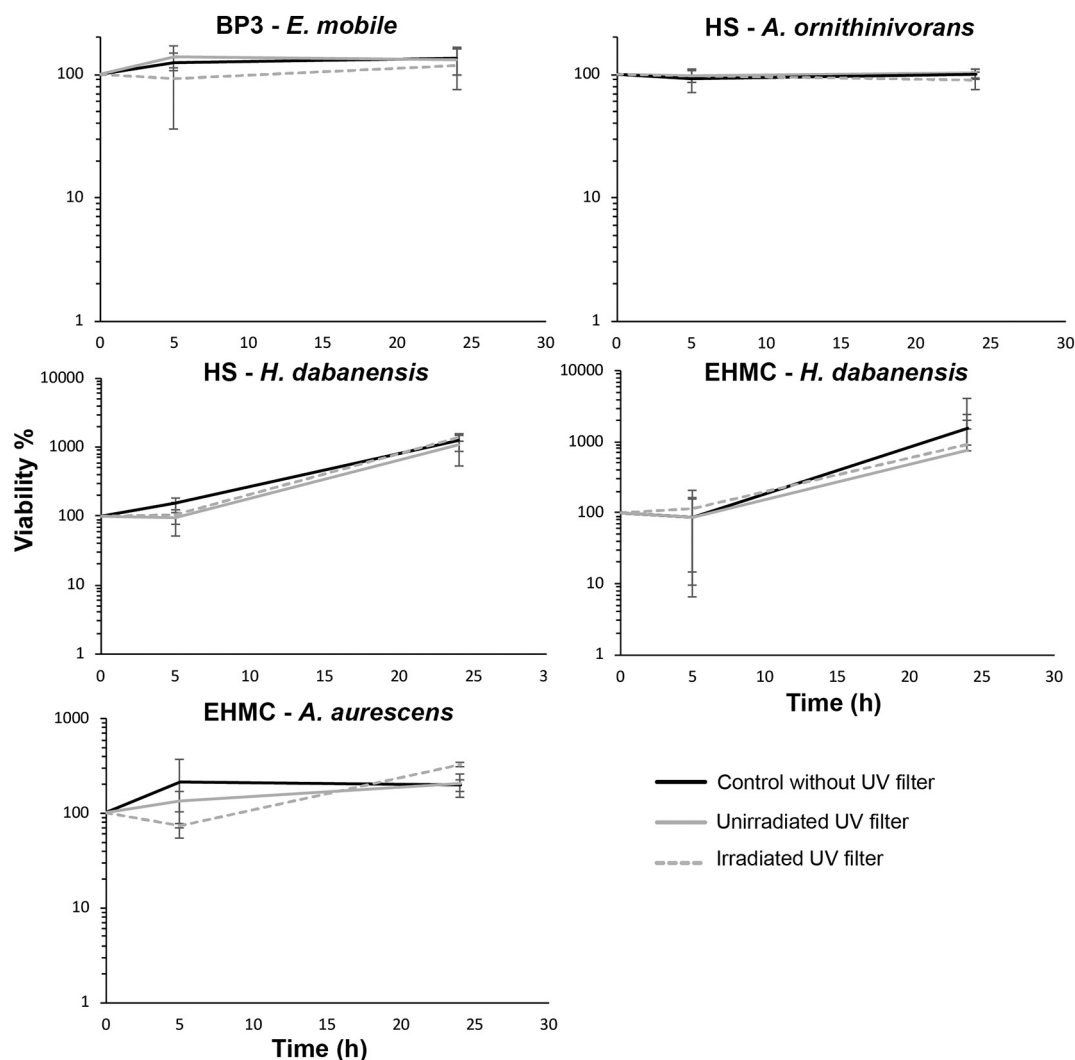 BP3 - E. mobile
100
10
1
0 5 10 15 20 25 30
HS - A. ornithinivorans
100
10
1
0 5 10 15 20 25 30
HS - H. dabanensis
10000
1000
100
10
1
0 5 10 15 20 25 3
Viability %
EHMC - H. dabanensis
10000
1000
100
10
1
0 5 10 15 20 25 30
Time (h)
EHMC - A. aurescens
1000
100
10
1
0 5 10 15 20 25 30
Time (h)
Control without UV filter
Unirradiated UV filter
Irradiated UV filter